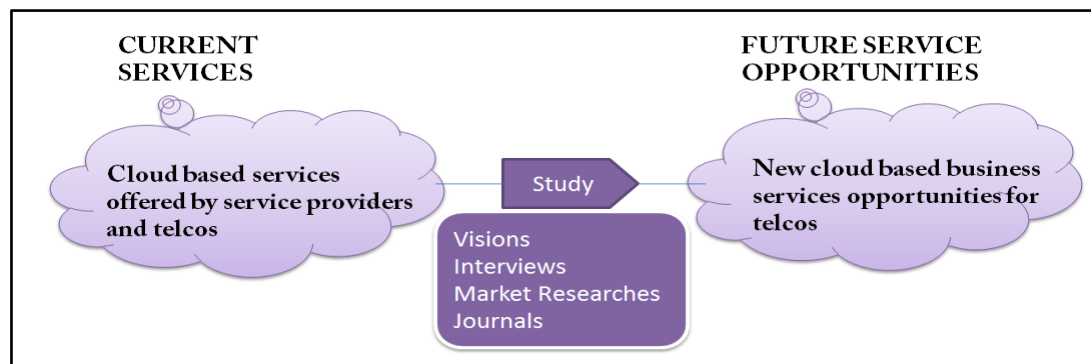 CURRENT
SERVICES
Cloud based services
offered by service providers
and telcos
Study
Visions
Interviews
Market Researches
Journals
FUTURE SERVICE
OPPORTUNITIES
New cloud based business
services opportunities for
telcos